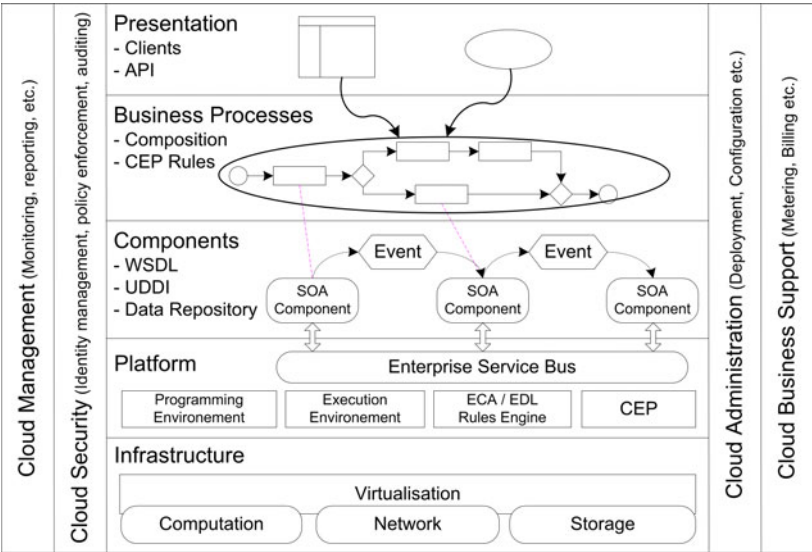 Cloud Management (Monitoring, reporting, etc.)
Cloud Security (Identity management, policy enforcement, auditing)
Presentation
- Clients
- API
Business Processes
- Composition
- CEP Rules
Components
- WSDL
- UDDI
- Data Repository
Event
Event
SOA
Component
SOA
Component
SOA
Component
Platform
Enterprise Service Bus
Programming
Environement
Execution
Environement
ECA / EDL
Rules Engine
CEP
Infrastructure
Virtualisation
Computation
Network
Storage
Cloud Administration (Deployment, Configuration etc.)
Cloud Business Support (Metering, Billing etc.)